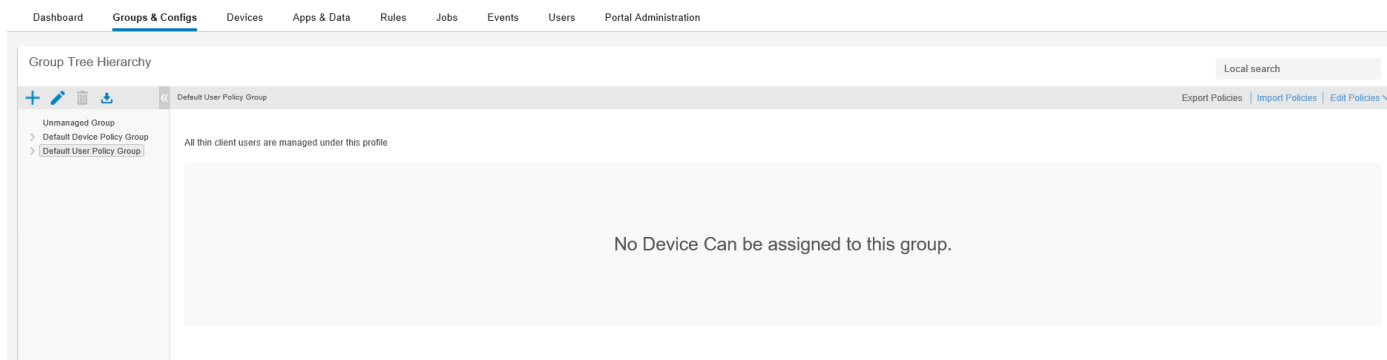 Dashboard Groups & Configs Devices Apps & Data Rules Jobs Events Users Portal Administration
Group Tree Hierarchy
Local search
Default User Policy Group
Export Policies Import Policies Edit Policies
Unmanaged Group
Default Device Policy Group
Default User Policy Group
All thin client users are managed under this profile
No Device Can be assigned to this group.